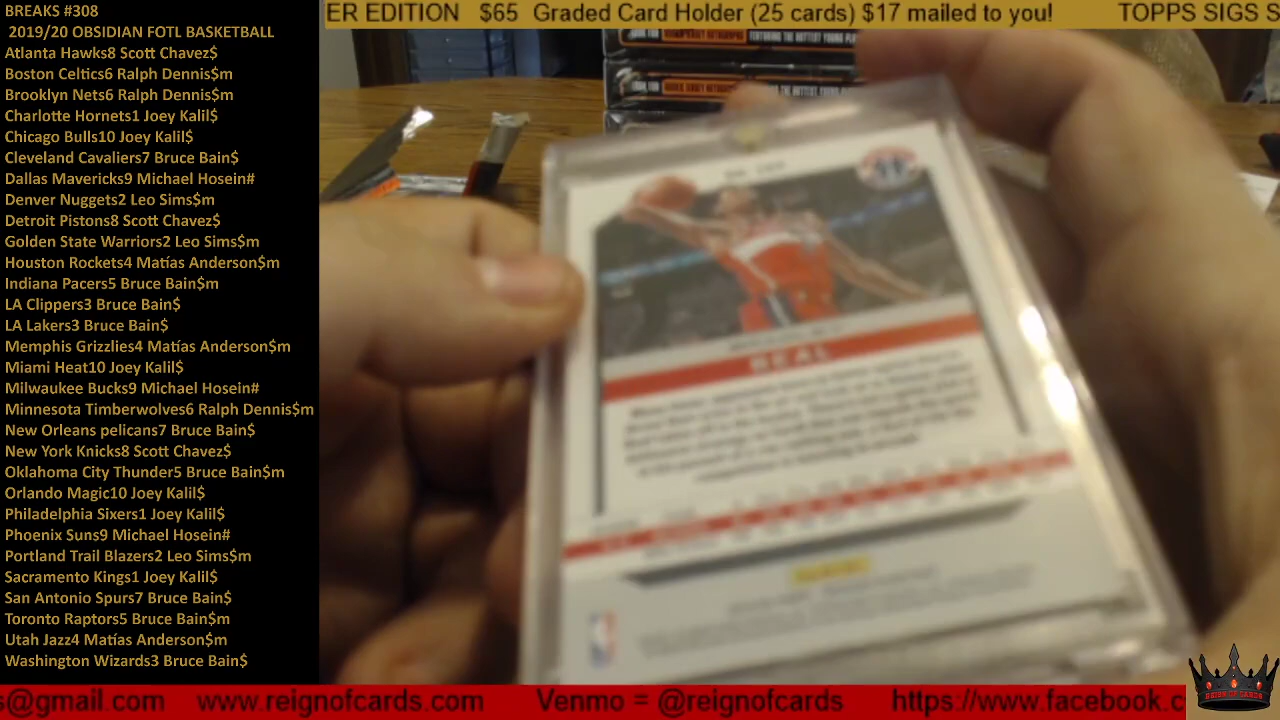 BREAKS #308
2019/20 OBSIDIAN FOTL BASKETBALL
Atlanta Hawks8 Scott Chavez$
Boston Celtics6 Ralph Dennis$m
Brooklyn Nets6 Ralph Dennis$m
Charlotte Hornets1 Joey Kalil$
Chicago Bulls10 Joey Kalil$
Cleveland Cavaliers7 Bruce Bain$
Dallas Mavericks9 Michael Hosein#
Denver Nuggets2 Leo Sims$m
Detroit Pistons8 Scott Chavez$
Golden State Warriors2 Leo Sims$m
Houston Rockets4 Matías Anderson$m
Indiana Pacers5 Bruce Bain$m
LA Clippers3 Bruce Bain$
LA Lakers3 Bruce Bain$
Memphis Grizzlies4 Matías Anderson$m
Miami Heat10 Joey Kalil$
Milwaukee Bucks9 Michael Hosein#
Minnesota Timberwolves6 Ralph Dennis$m
New Orleans pelicans7 Bruce Bain$
New York Knicks8 Scott Chavez$
Oklahoma City Thunder5 Bruce Bain$m
Orlando Magic10 Joey Kalil$
Philadelphia Sixers1 Joey Kalil$
Phoenix Suns9 Michael Hosein#
Portland Trail Blazers2 Leo Sims$m
Sacramento Kings1 Joey Kalil$
San Antonio Spurs7 Bruce Bain$
Toronto Raptors5 Bruce Bain$m
Utah Jazz4 Matías Anderson$m
Washington Wizards3 Bruce Bain$
ER EDITION $65 Graded Card Holder (25 cards) $17 mailed to you! TOPPS SIGS S
BEAL
s@gmail.com www.reignofcards.com Venmo = @reignofcards https://www.facebook.c
REIGN OF CARDS